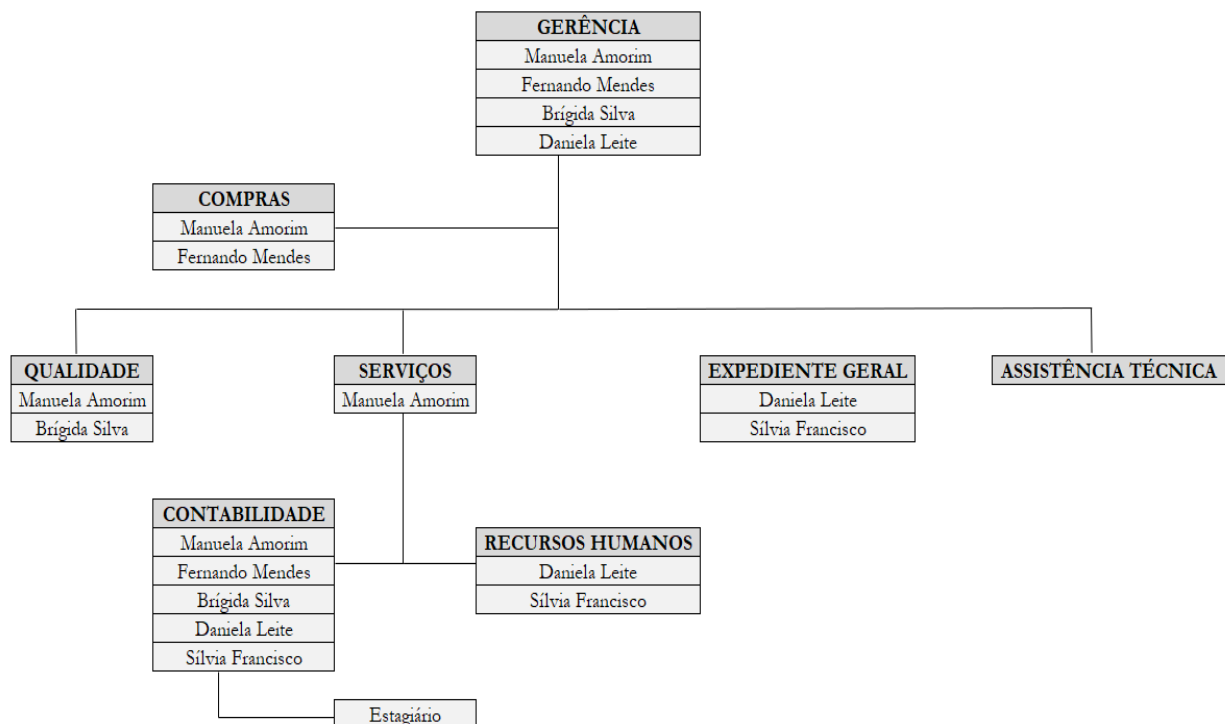 GERÊNCIA
Manuela Amorim
Fernando Mendes
Brígida Silva
Daniela Leite
COMPRAS
Manuela Amorim
Fernando Mendes
QUALIDADE
Manuela Amorim
Brígida Silva
SERVIÇOS
Manuela Amorim
EXPEDIENTE GERAL
Daniela Leite
Sílvia Francisco
ASSISTÊNCIA TÉCNICA
CONTABILIDADE
Manuela Amorim
Fernando Mendes
Brígida Silva
Daniela Leite
Sílvia Francisco
RECURSOS HUMANOS
Daniela Leite
Sílvia Francisco
Estagiário